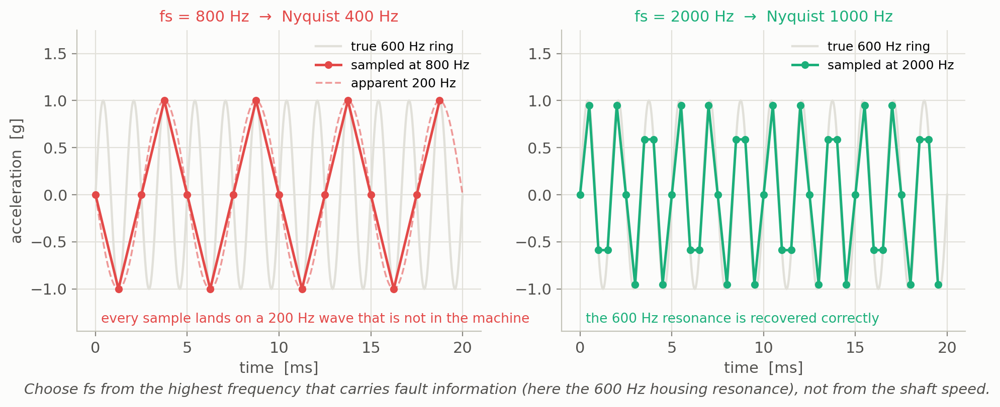 fs = 800 Hz → Nyquist 400 Hz
true 600 Hz ring
sampled at 800 Hz
apparent 200 Hz
1.5
1.0
0.5
0.0
−0.5
−1.0
acceleration [g]
every sample lands on a 200 Hz wave that is not in the machine
0 5 10 15 20
time [ms]
fs = 2000 Hz → Nyquist 1000 Hz
true 600 Hz ring
sampled at 2000 Hz
1.5
1.0
0.5
0.0
−0.5
−1.0
the 600 Hz resonance is recovered correctly
0 5 10 15 20
time [ms]
Choose fs from the highest frequency that carries fault information (here the 600 Hz housing resonance), not from the shaft speed.